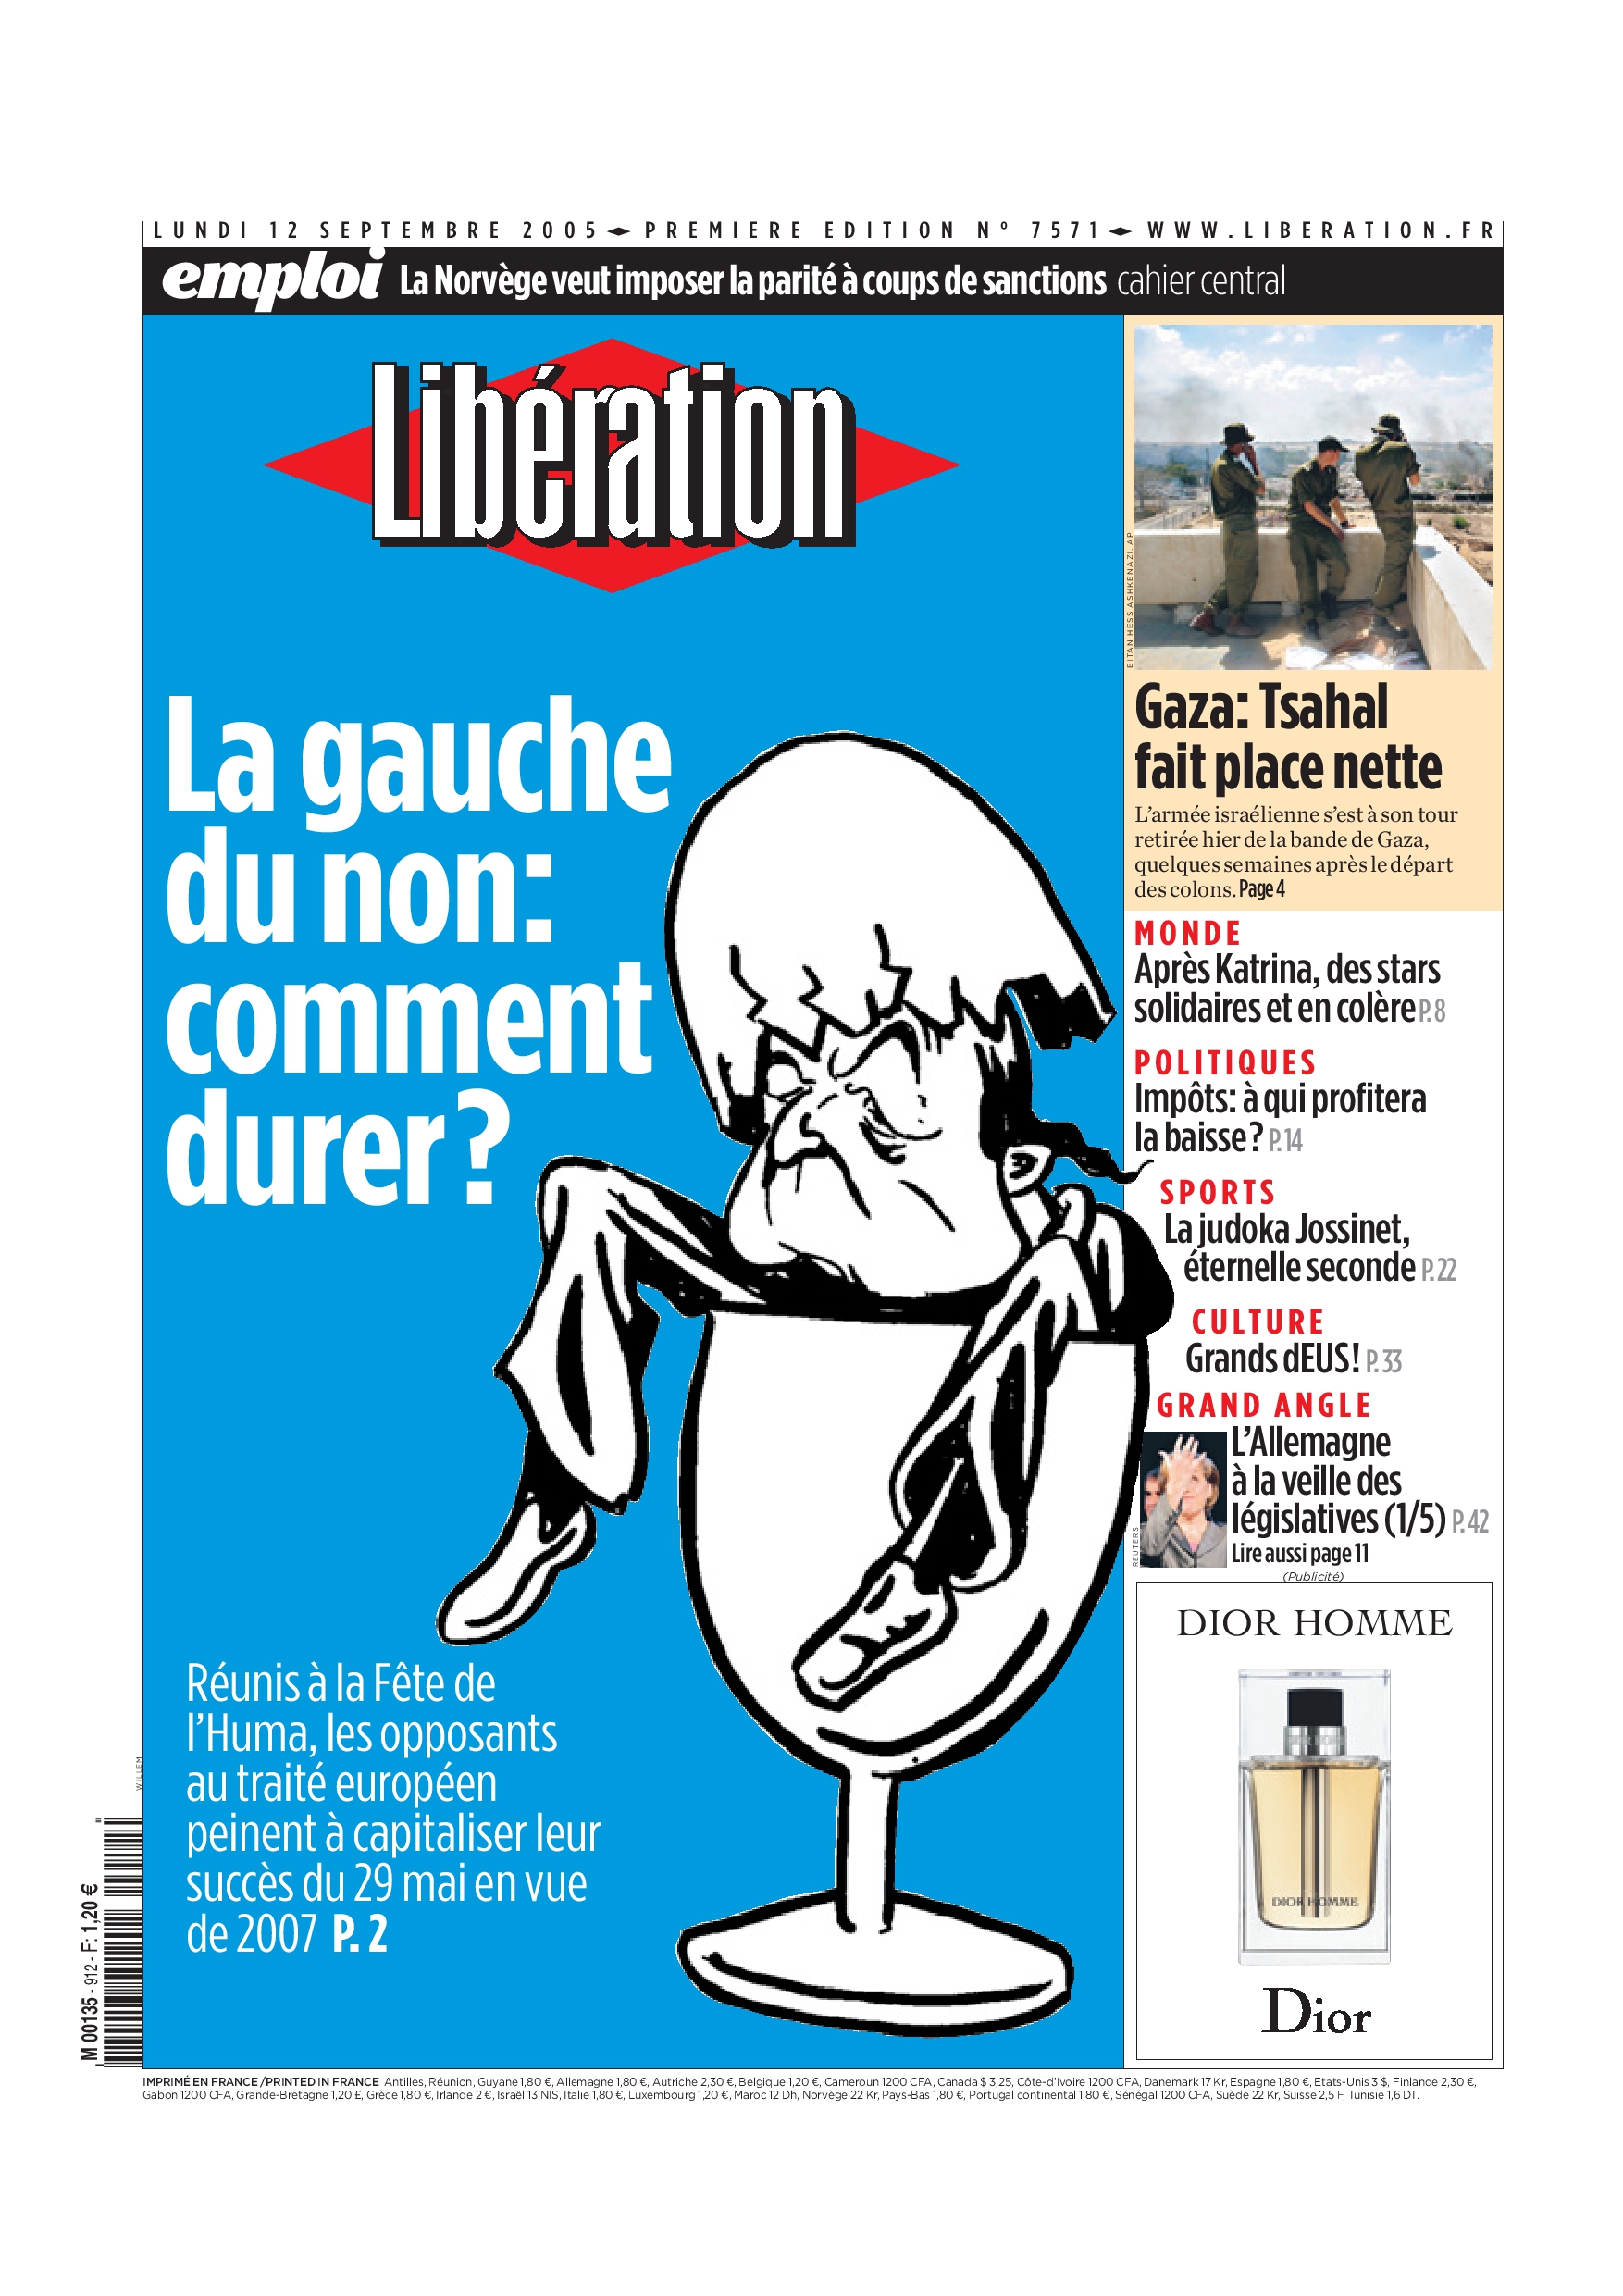 LUNDI 12 SEPTEMBRE 2005 ◆ PREMIERE EDITION Nº 7571 ◆ WWW.LIBERATION.FR
emploi La Norvège veut imposer la parité à coups de sanctions cahier central
Libération
La gauche
du non:
comment
durer?
Réunis à la Fête de
l'Huma, les opposants
au traité européen
peinent à capitaliser leur
succès du 29 mai en vue
de 2007 P. 2
WILLEM
EITAN HESS ASHKENAZI. AP
Gaza: Tsahal
fait place nette
L'armée israélienne s'est à son tour
retirée hier de la bande de Gaza,
quelques semaines après le départ
des colons. Page 4
MONDE
Après Katrina, des stars
solidaires et en colère P.8
POLITIQUES
Impôts: à qui profitera
la baisse? P.14
SPORTS
La judoka Jossinet,
éternelle seconde P.22
CULTURE
Grands dEUS! P.33
GRAND ANGLE
L'Allemagne
à la veille des
législatives (1/5) P.42
Lire aussi page 11
REUTERS
(Publicité)
DIOR HOMME
DIOR HOMME
Dior
M 00135 - 912 - F: 1,20 €
IMPRIMÉ EN FRANCE /PRINTED IN FRANCE Antilles, Réunion, Guyane 1,80 €, Allemagne 1,80 €, Autriche 2,30 €, Belgique 1,20 €, Cameroun 1200 CFA, Canada $ 3,25, Côte-d'Ivoire 1200 CFA, Danemark 17 Kr, Espagne 1,80 €, Etats-Unis 3 $, Finlande 2,30 €,
Gabon 1200 CFA, Grande-Bretagne 1,20 £, Grèce 1,80 €, Irlande 2 €, Israël 13 NIS, Italie 1,80 €, Luxembourg 1,20 €, Maroc 12 Dh, Norvège 22 Kr, Pays-Bas 1,80 €, Portugal continental 1,80 €, Sénégal 1200 CFA, Suède 22 Kr, Suisse 2,5 F, Tunisie 1,6 DT.